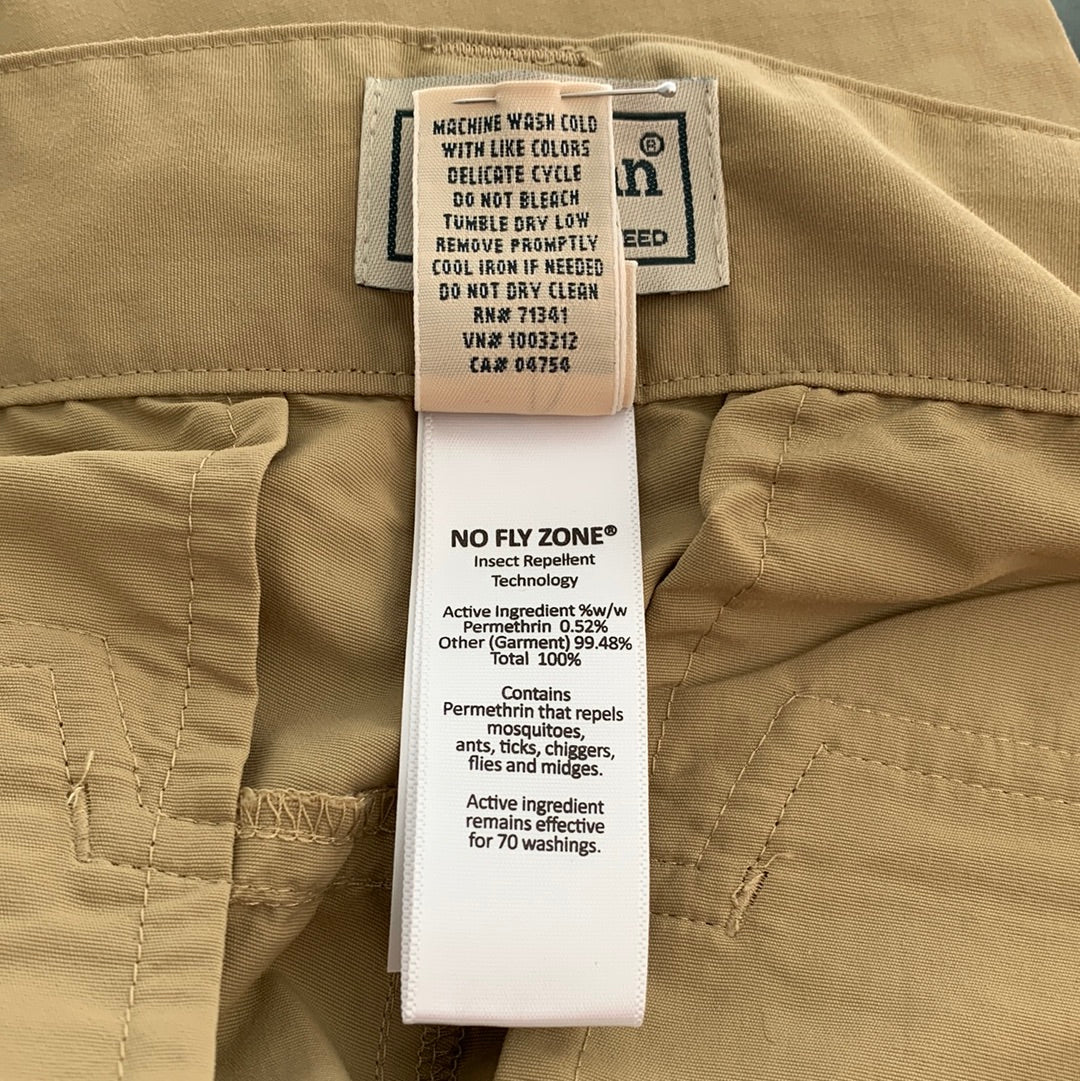 MACHINE WASH COLD
WITH LIKE COLORS
DELICATE CYCLE
DO NOT BLEACH
TUMBLE DRY LOW
REMOVE PROMPTLY
COOL IRON IF NEEDED
DO NOT DRY CLEAN
RN# 71341
VN# 1003212
CA# 04754
an®
EED
NO FLY ZONE®
Insect Repellent
Technology
Active Ingredient %w/w
Permethrin 0.52%
Other (Garment) 99.48%
Total 100%
Contains
Permethrin that repels
mosquitoes,
ants, ticks, chiggers,
flies and midges.
Active ingredient
remains effective
for 70 washings.